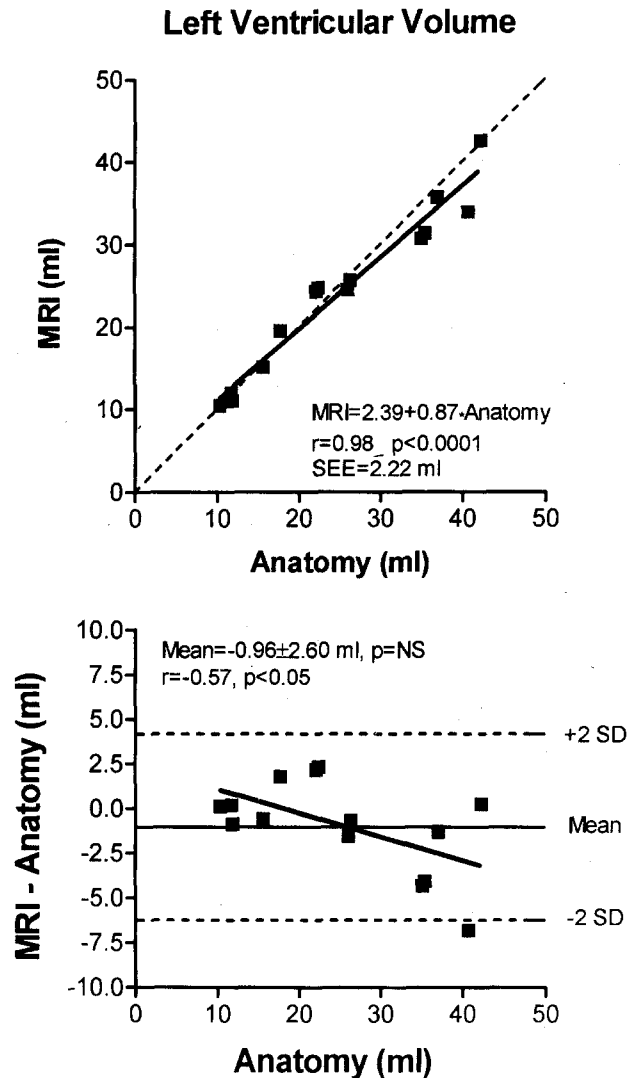 Left Ventricular Volume
50
40
30
20
10
0
MRI (ml)
MRI=2.39+0.87*Anatomy
r=0.98 p<0.0001
SEE=2.22 ml
0 10 20 30 40 50
Anatomy (ml)
10.0
7.5
5.0
2.5
0.0
-2.5
-5.0
-7.5
-10.0
MRI - Anatomy (ml)
Mean=-0.96±2.60 ml, p=NS
r=-0.57, p<0.05
+2 SD
Mean
-2 SD
0 10 20 30 40 50
Anatomy (ml)